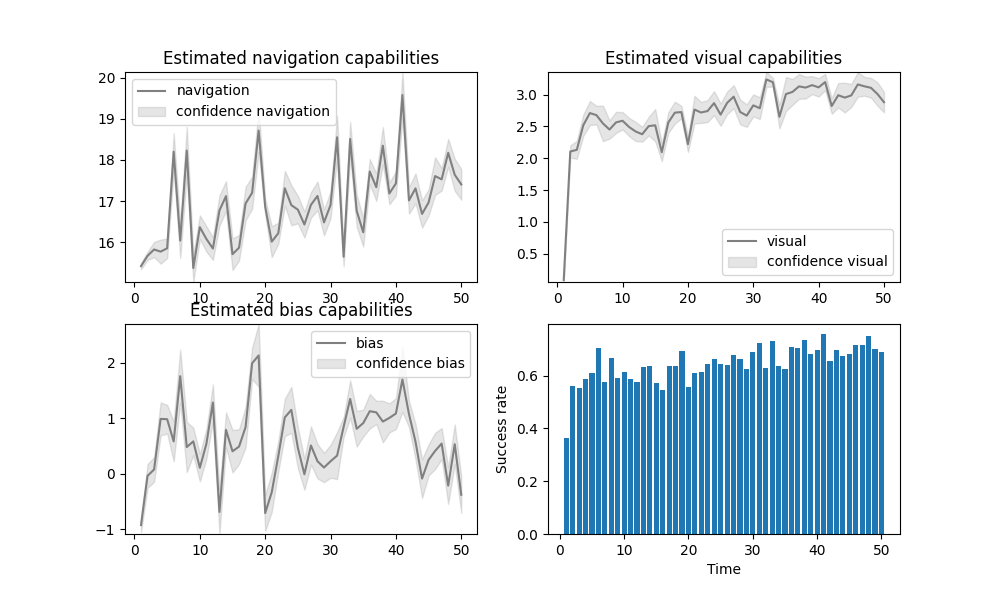 Estimated navigation capabilities
20
19
18
17
16
navigation
confidence navigation
0 10 20 30 40 50
Estimated visual capabilities
3.0
2.5
2.0
1.5
1.0
0.5
visual
confidence visual
0 10 20 30 40 50
Estimated bias capabilities
2
1
0
−1
bias
confidence bias
0 10 20 30 40 50
Success rate
0.6
0.4
0.2
0.0
0 10 20 30 40 50
Time